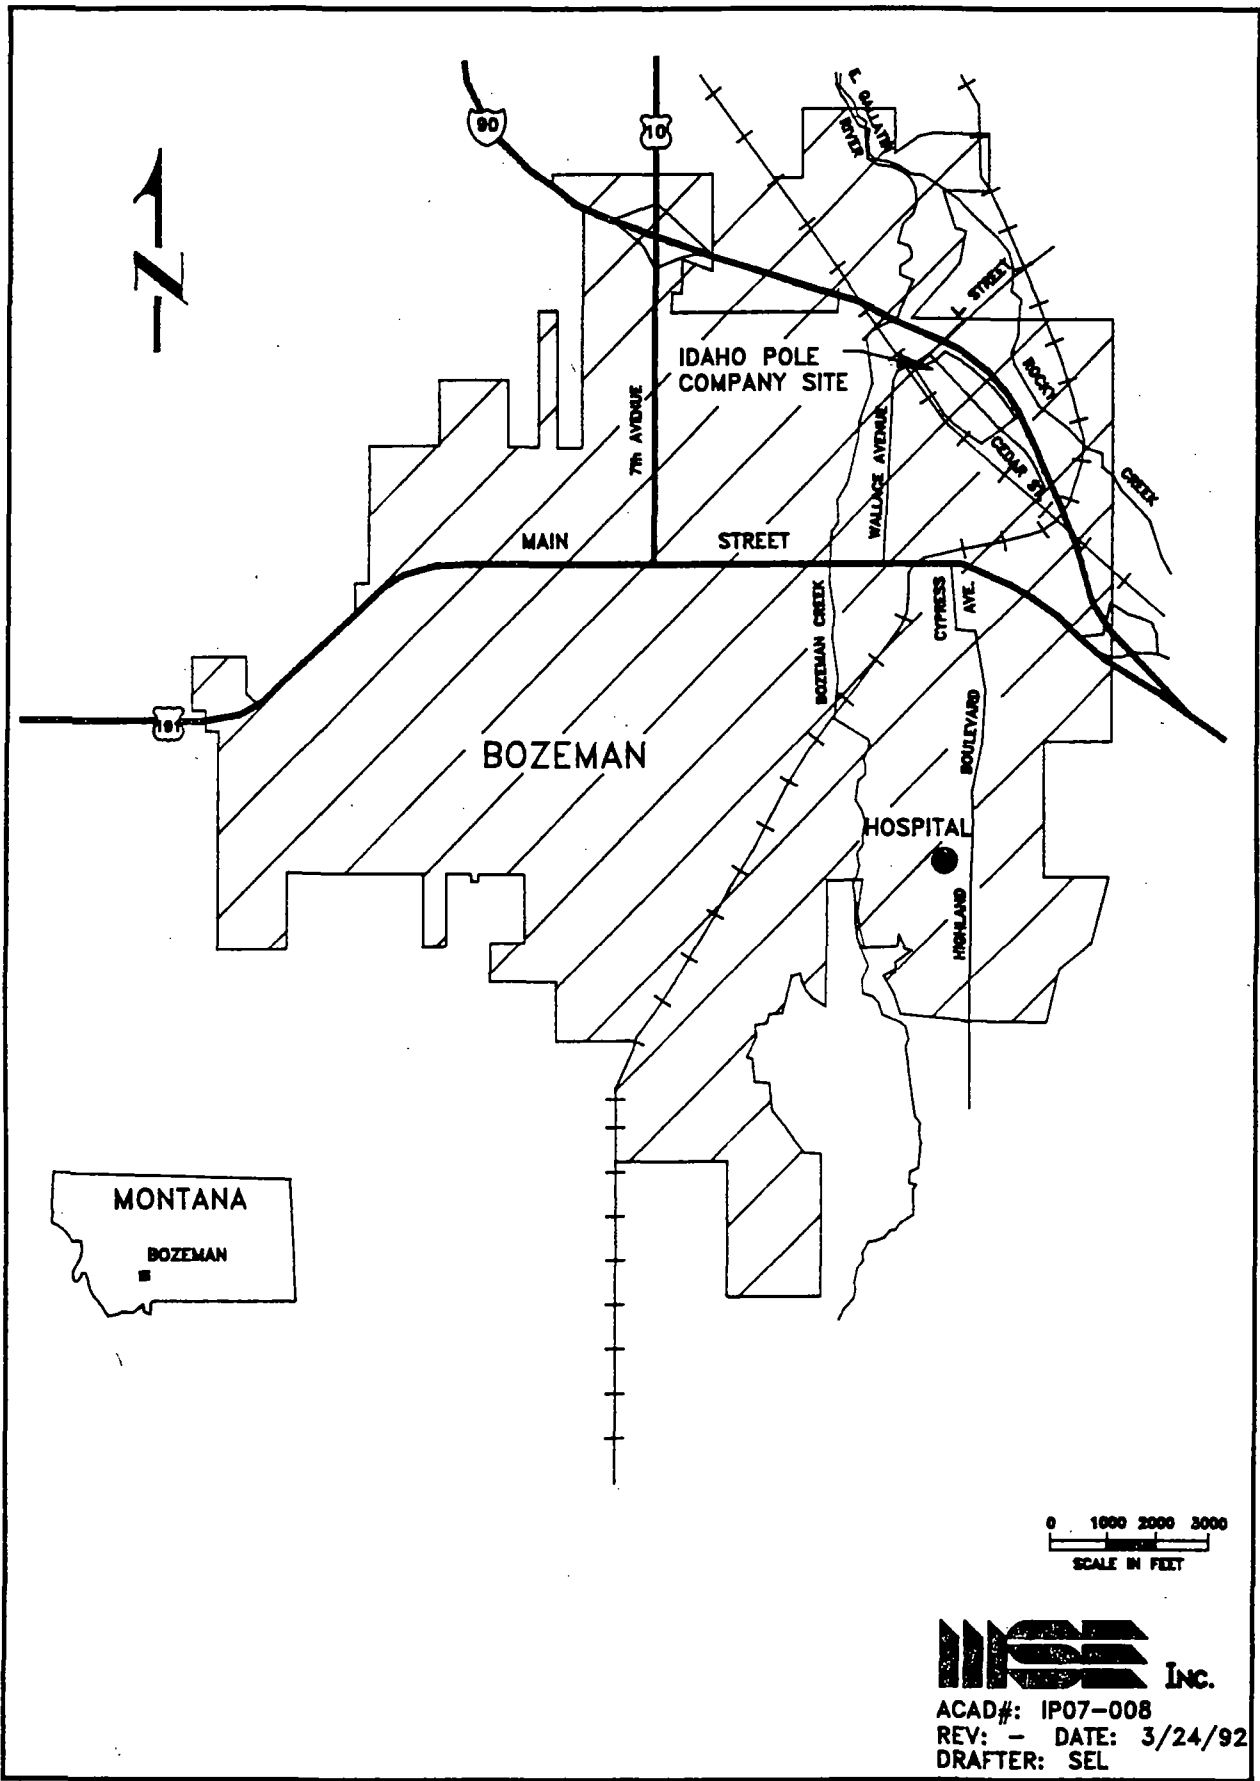 E. GALLATIN
RIVER
90
10
L STREET
IDAHO POLE
COMPANY SITE
ROCKY
CREEK
7Th AVENUE
WALLACE AVENUE
CEDAR ST.
MAIN STREET
BOZEMAN CREEK
CYPRESS
AVE.
191
BOZEMAN
BOULEVARD
HOSPITAL
HIGHLAND
MONTANA
BOZEMAN
0 1000 2000 3000
SCALE IN FEET
MSE INC.
ACAD#: IP07-008
REV: - DATE: 3/24/92
DRAFTER: SEL
N